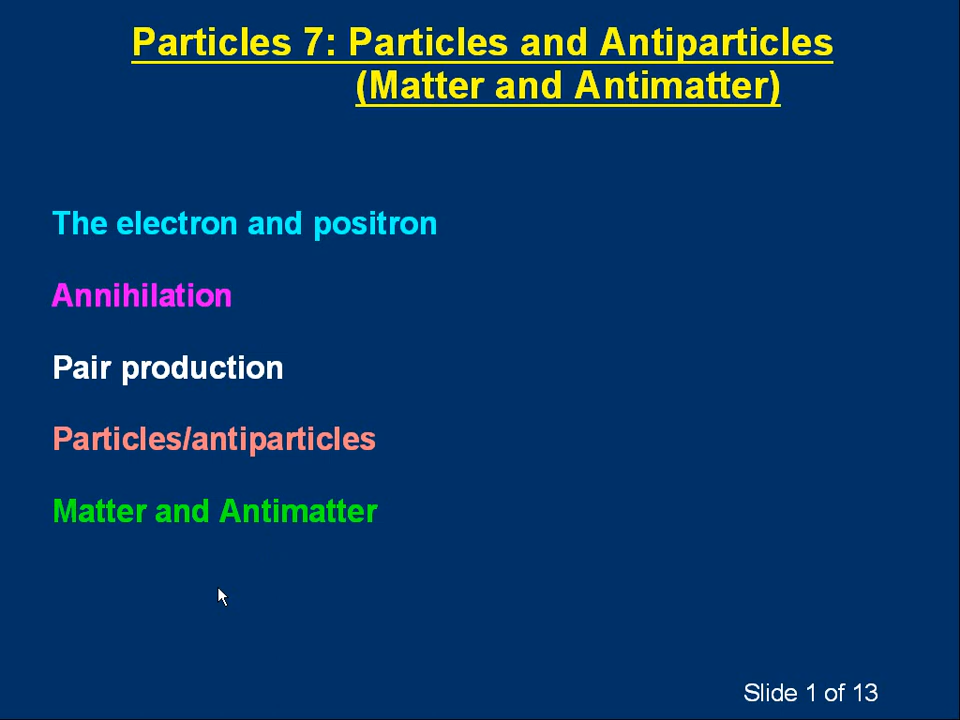 Particles 7: Particles and Antiparticles
(Matter and Antimatter)
The electron and positron
Annihilation
Pair production
Particles/antiparticles
Matter and Antimatter
Slide 1 of 13